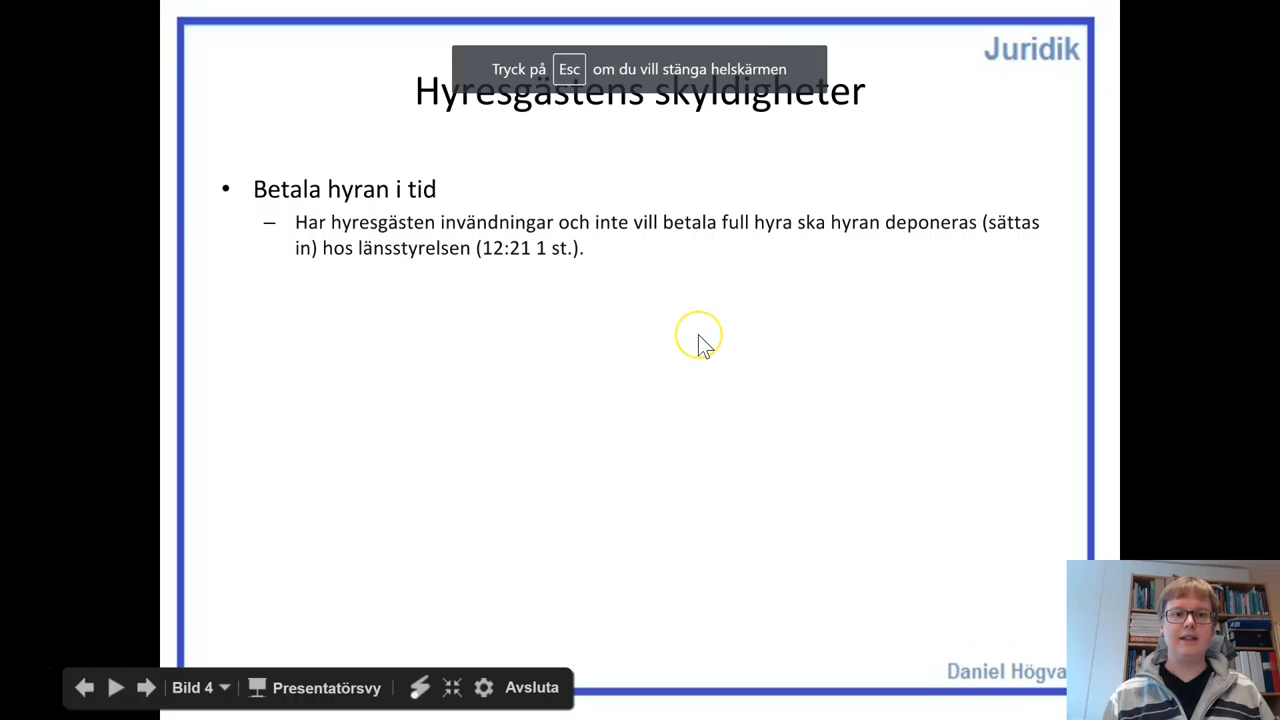 Juridik
Tryck på Esc om du vill stänga helskärmen
Hyresgästens skyldigheter
• Betala hyran i tid
– Har hyresgästen invändningar och inte vill betala full hyra ska hyran deponeras (sättas
in) hos länsstyrelsen (12:21 1 st.).
Daniel Högva
Bild 4
Presentatörsvy
Avsluta